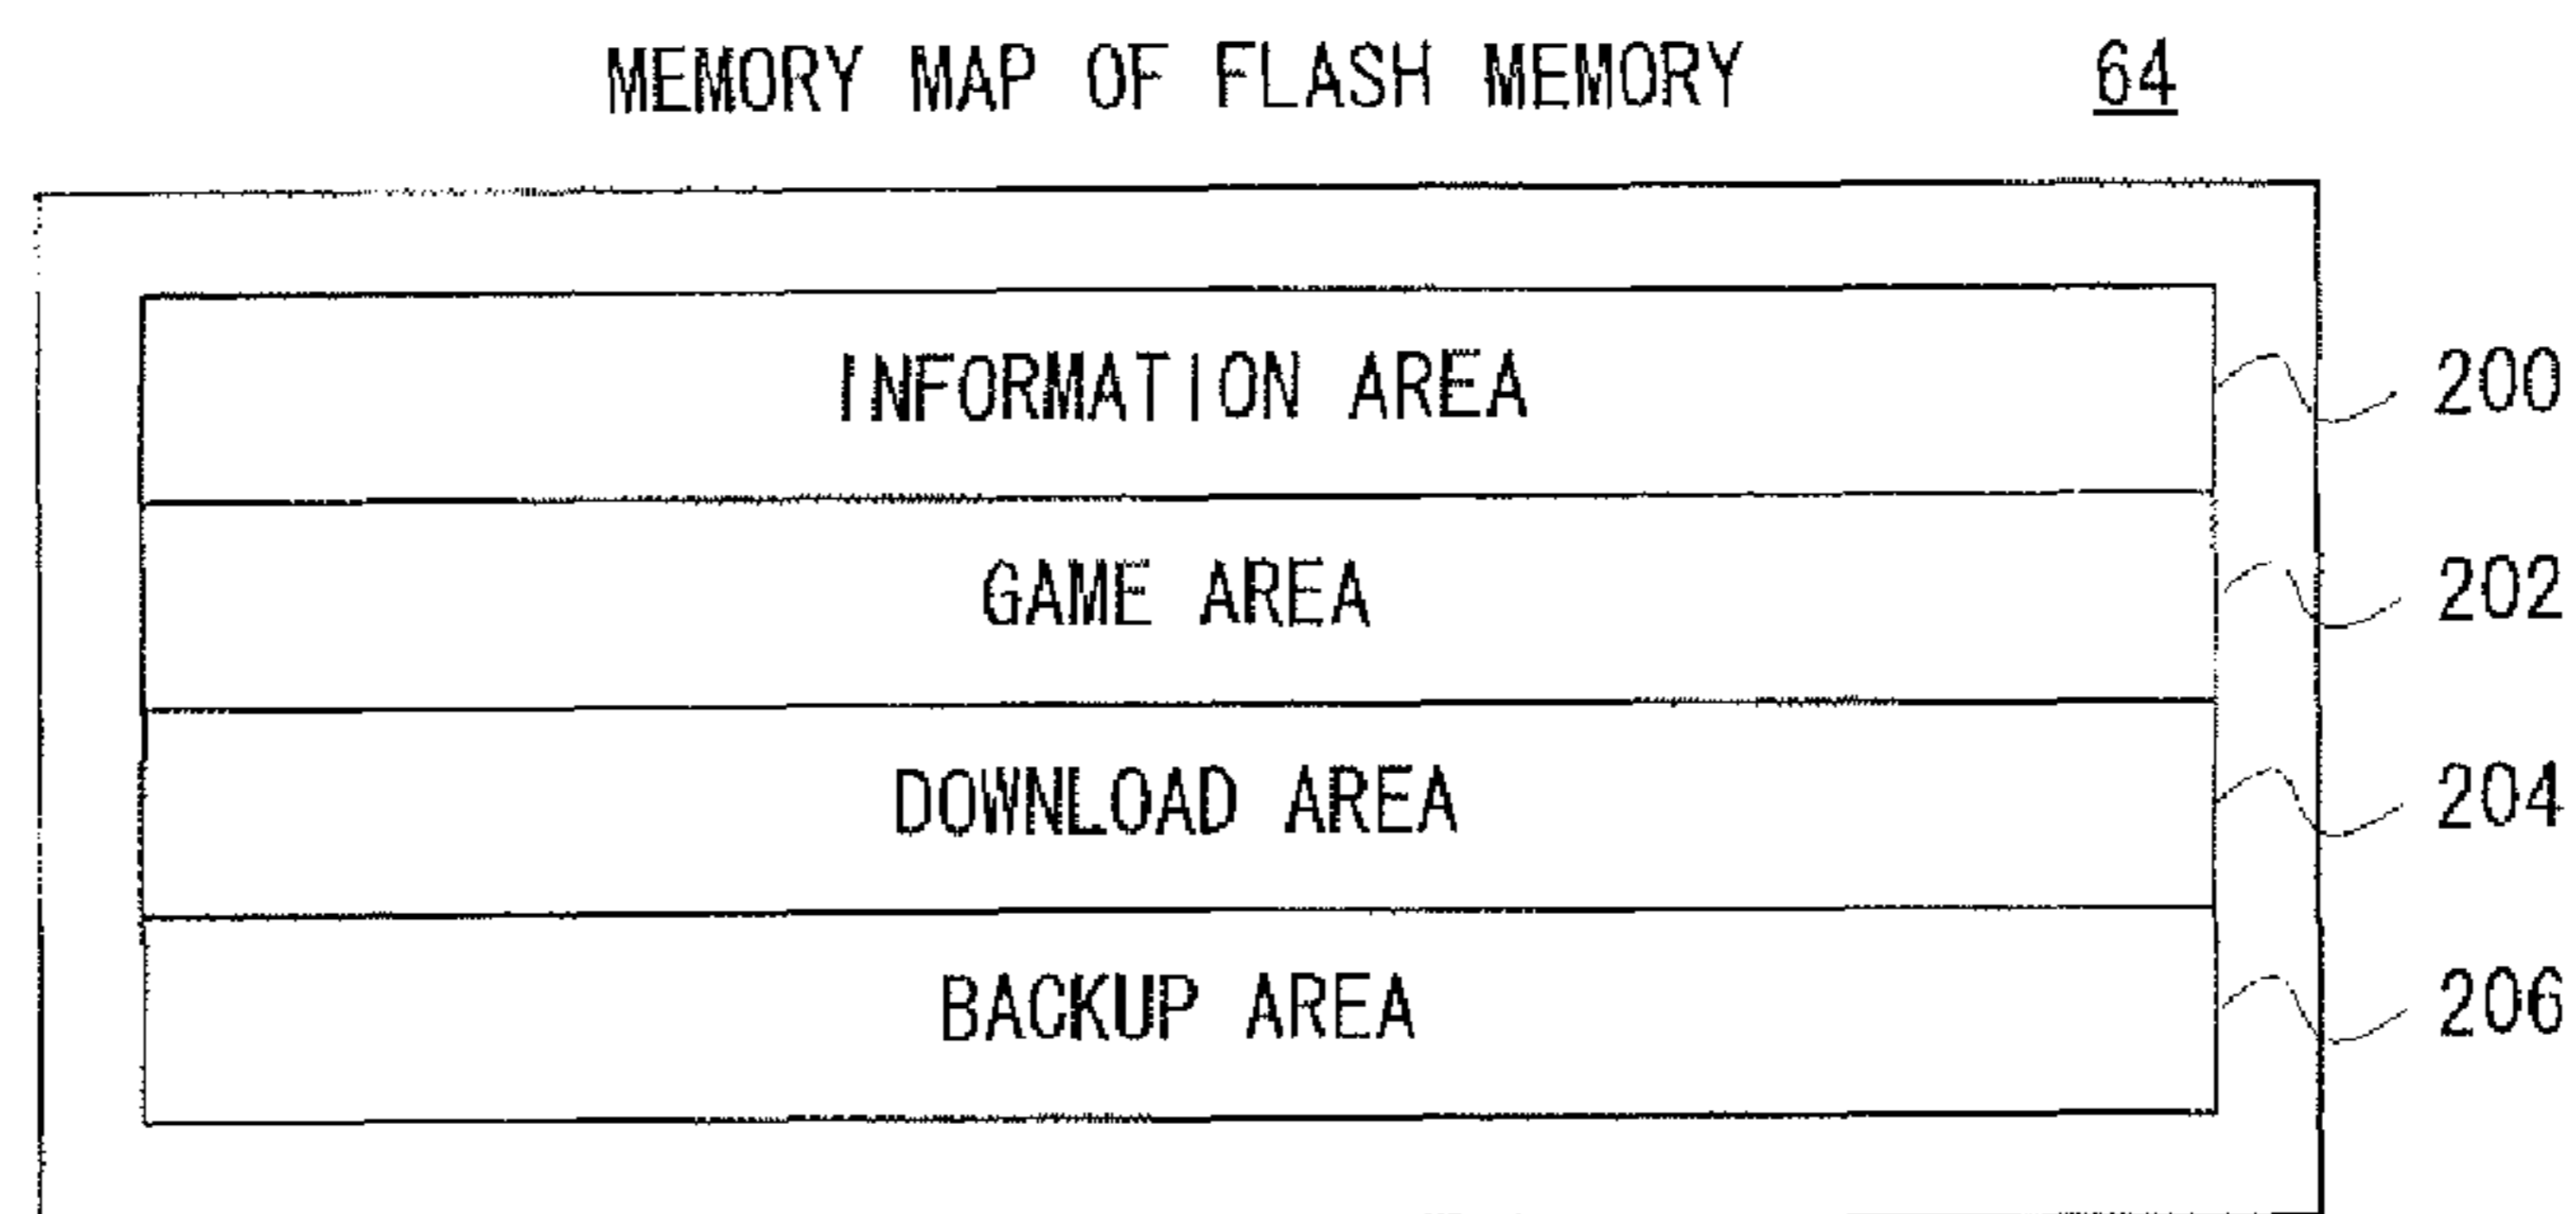 MEMORY MAP OF FLASH MEMORY 64
INFORMATION AREA 200
GAME AREA 202
DOWNLOAD AREA 204
BACKUP AREA 206